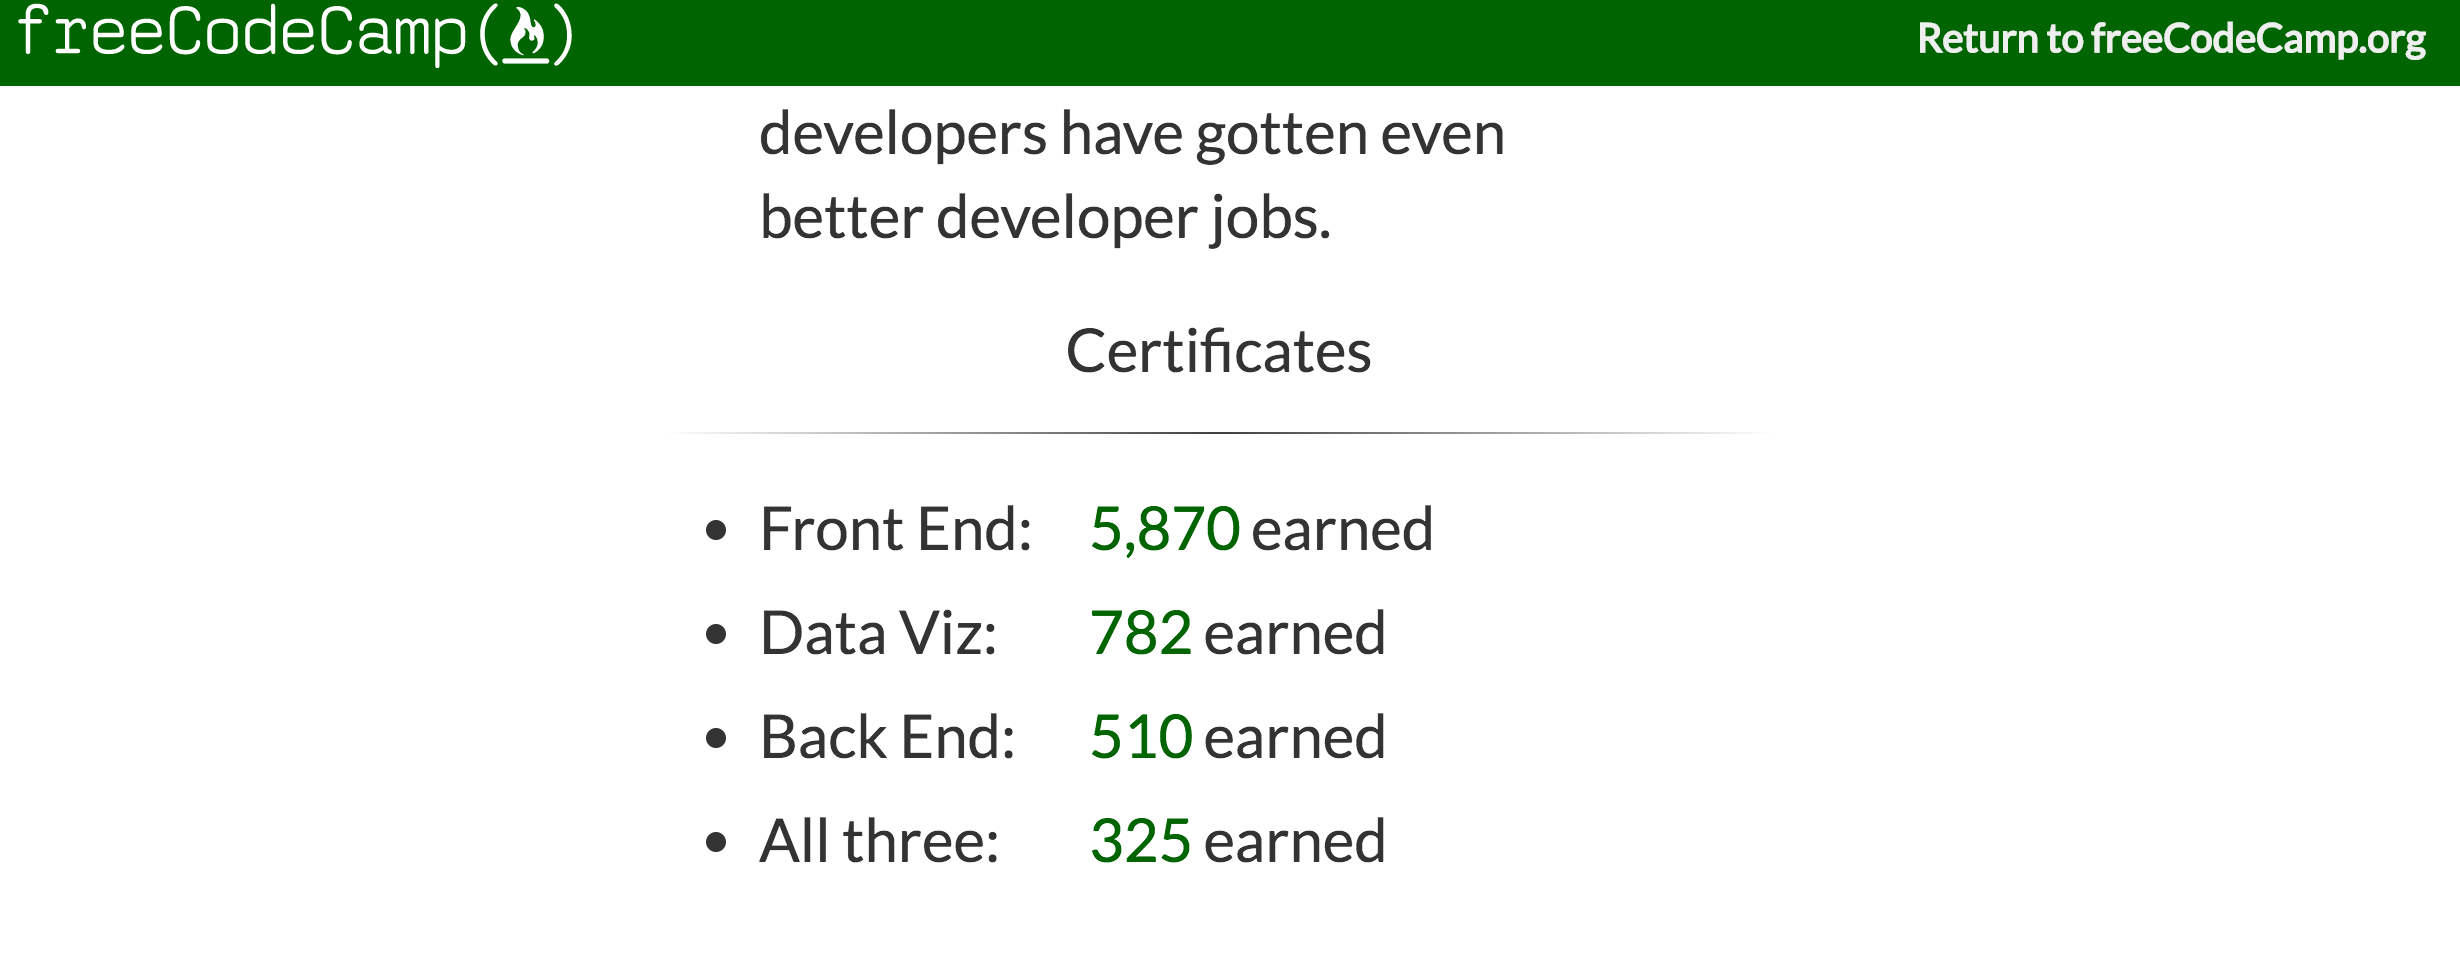 freeCodeCamp
Return to freeCodeCamp.org
developers have gotten even
better developer jobs.
Certificates
Front End: 5,870 earned
Data Viz: 782 earned
Back End: 510 earned
All three: 325 earned